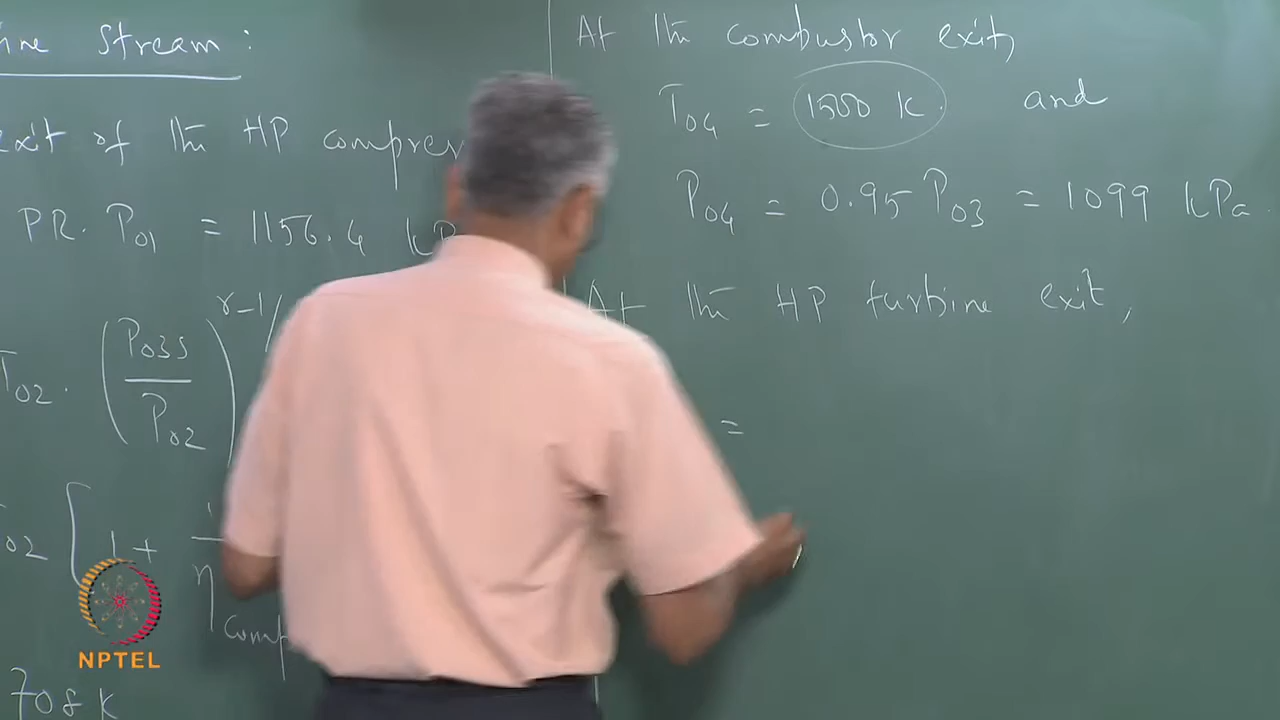 Stream :
exit of the HP
PR. P01 = 1156.4
T02 . (P03s / P02)^γ-1/
02 [ 1 + 1 / η comp
708 K
At the combustor exit,
T04 = 1500 K. and
P04 = 0.95 P03 = 1099 kPa.
At the HP turbine exit,
=
NPTEL